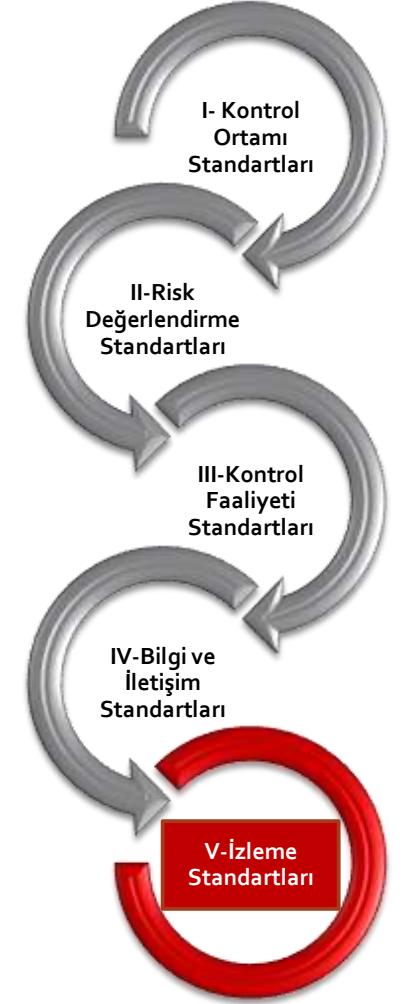 I- Kontrol
Ortamı
Standartları
II-Risk
Değerlendirme
Standartları
III-Kontrol
Faaliyeti
Standartları
IV-Bilgi ve
İletişim
Standartları
V-İzleme
Standartları